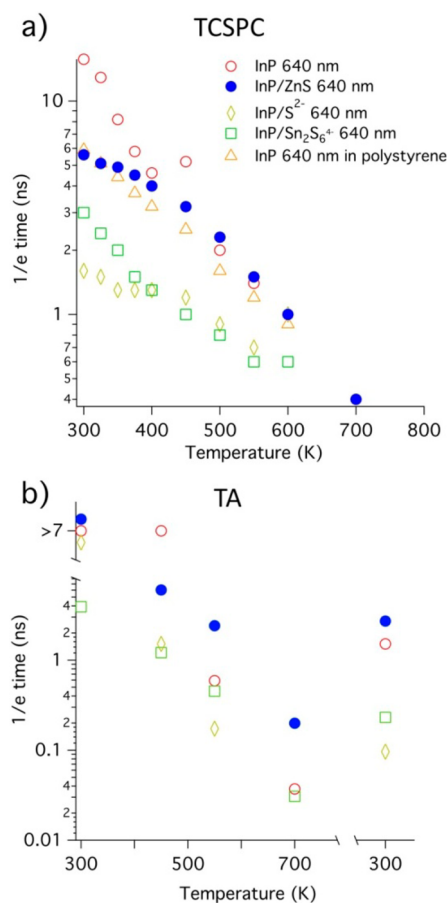 a)
TCSPC
InP 640 nm
InP/ZnS 640 nm
InP/S²⁻ 640 nm
InP/Sn₂S₆⁴⁻ 640 nm
InP 640 nm in polystyrene
10
6
5
4
3
2
1
6
5
4
1/e time (ns)
300 400 500 600 700 800
Temperature (K)
b)
TA
>7
4
2
1
4
2
0.1
4
2
0.01
1/e time (ns)
300 500 700 300
Temperature (K)